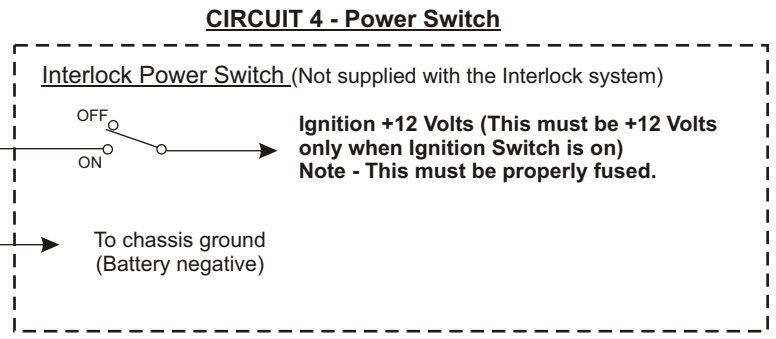 CIRCUIT 4 - Power Switch
Interlock Power Switch (Not supplied with the Interlock system)
OFF
ON
Ignition +12 Volts (This must be +12 Volts
only when Ignition Switch is on)
Note - This must be properly fused.
To chassis ground
(Battery negative)